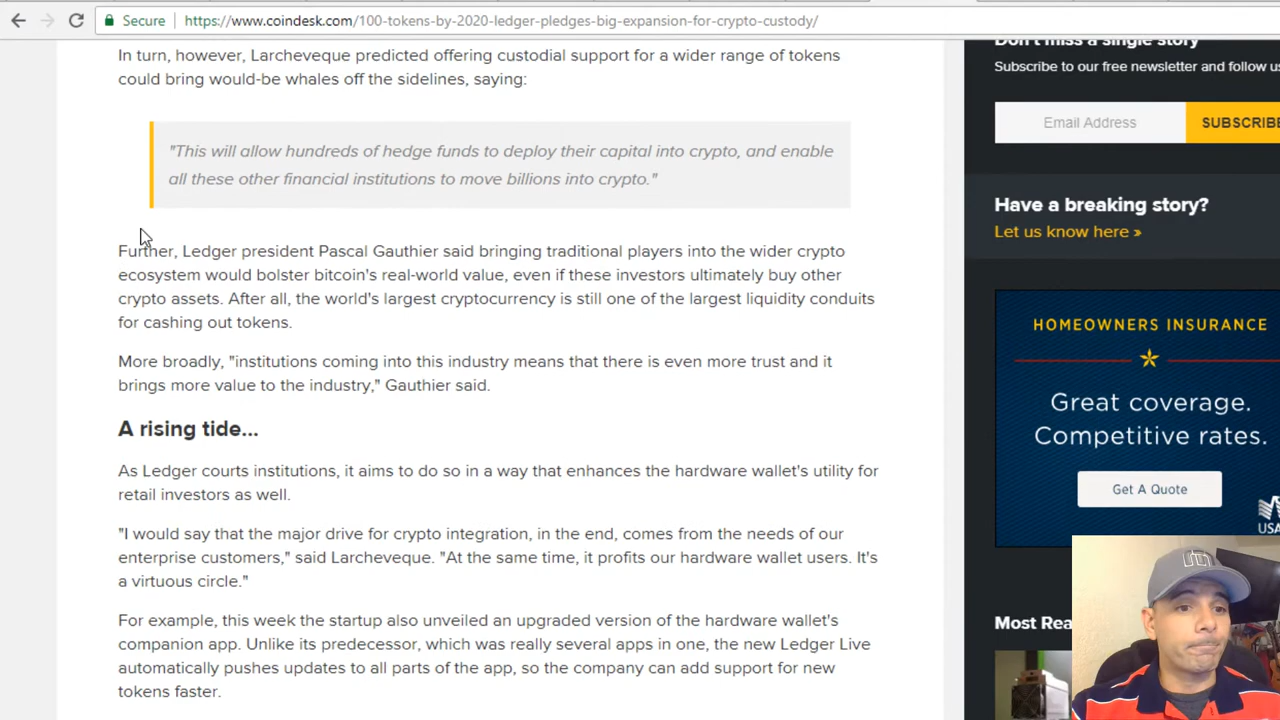 Secure https://www.coindesk.com/100-tokens-by-2020-ledger-pledges-big-expansion-for-crypto-custody/
In turn, however, Larcheveque predicted offering custodial support for a wider range of tokens
could bring would-be whales off the sidelines, saying:
"This will allow hundreds of hedge funds to deploy their capital into crypto, and enable
all these other financial institutions to move billions into crypto."
Further, Ledger president Pascal Gauthier said bringing traditional players into the wider crypto
ecosystem would bolster bitcoin's real-world value, even if these investors ultimately buy other
crypto assets. After all, the world's largest cryptocurrency is still one of the largest liquidity conduits
for cashing out tokens.
More broadly, "institutions coming into this industry means that there is even more trust and it
brings more value to the industry," Gauthier said.
A rising tide...
As Ledger courts institutions, it aims to do so in a way that enhances the hardware wallet's utility for
retail investors as well.
"I would say that the major drive for crypto integration, in the end, comes from the needs of our
enterprise customers," said Larcheveque. "At the same time, it profits our hardware wallet users. It's
a virtuous circle."
For example, this week the startup also unveiled an upgraded version of the hardware wallet's
companion app. Unlike its predecessor, which was really several apps in one, the new Ledger Live
automatically pushes updates to all parts of the app, so the company can add support for new
tokens faster.
Don't miss a single story
Subscribe to our free newsletter and follow us
Email Address SUBSCRIBE
Have a breaking story?
Let us know here »
HOMEOWNERS INSURANCE
Great coverage.
Competitive rates.
Get A Quote
USA
Most Rea